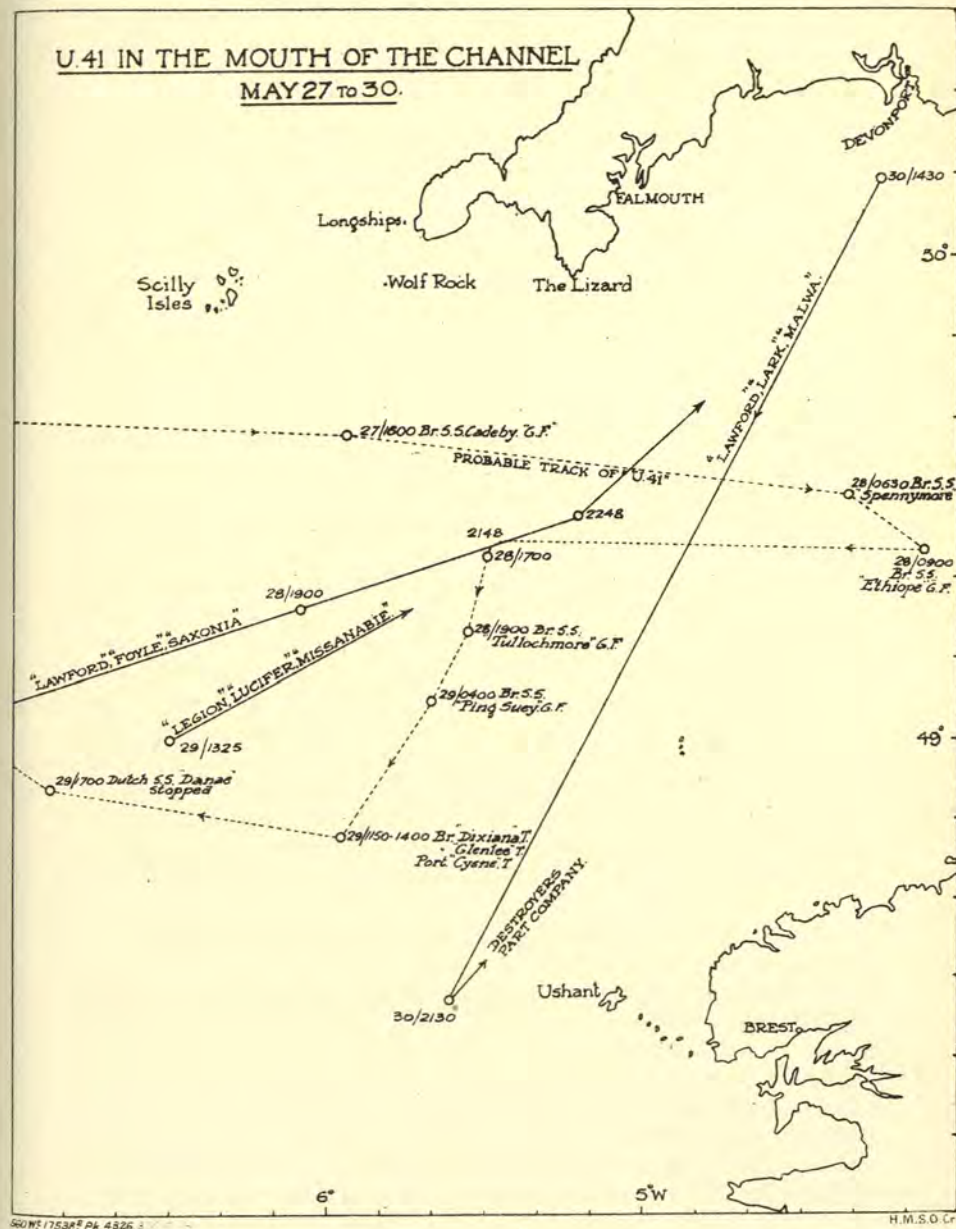 U.41 IN THE MOUTH OF THE CHANNEL
MAY 27 TO 30.
DEVONPORT
30/1430
FALMOUTH
Longships.
50°
Scilly
Isles
.Wolf Rock
The Lizard
"LAWFORD," "LARK," "MALWA."
27/1800 Br.S.S. Cadeby. "G.F."
PROBABLE TRACK OF "U.41"
28/0630 Br.S.S.
"Spennymore"
2248
2148
28/1700
28/0900
Br. S.S.
"Ethiope" G.F.
28/1900
28/1900 Br. S.S.
"Tullochmore" G.F.
"LAWFORD," "FOYLE," "SAXONIA"
"LEGION," "LUCIFER," "MISSANABIE."
29/0400 Br.S.S.
"Ping Suey" G.F.
29/1325
49°
29/1700 Dutch S.S. "Danae"
Stopped
29/1150-1400 Br. "Dixiana" T.
"Glenlee" T.
Port. "Cysne", T
DESTROYERS
PART COMPANY.
Ushant
30/2130
BREST
6°
5°W
H.M.S.O. Cr